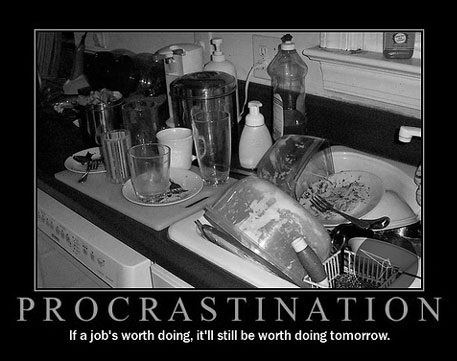 PROCRASTINATION
If a job's worth doing, it'll still be worth doing tomorrow.